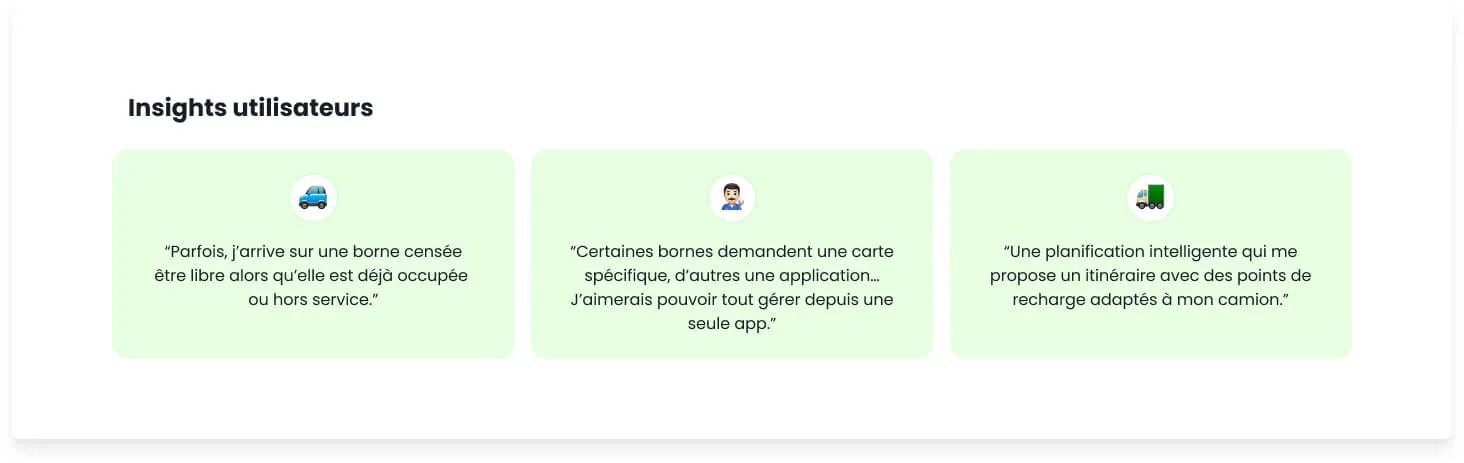 Insights utilisateurs
“Parfois, j’arrive sur une borne censée
être libre alors qu’elle est déjà occupée
ou hors service.”
“Certaines bornes demandent une carte
spécifique, d’autres une application...
J’aimerais pouvoir tout gérer depuis une
seule app.”
“Une planification intelligente qui me
propose un itinéraire avec des points de
recharge adaptés à mon camion.”